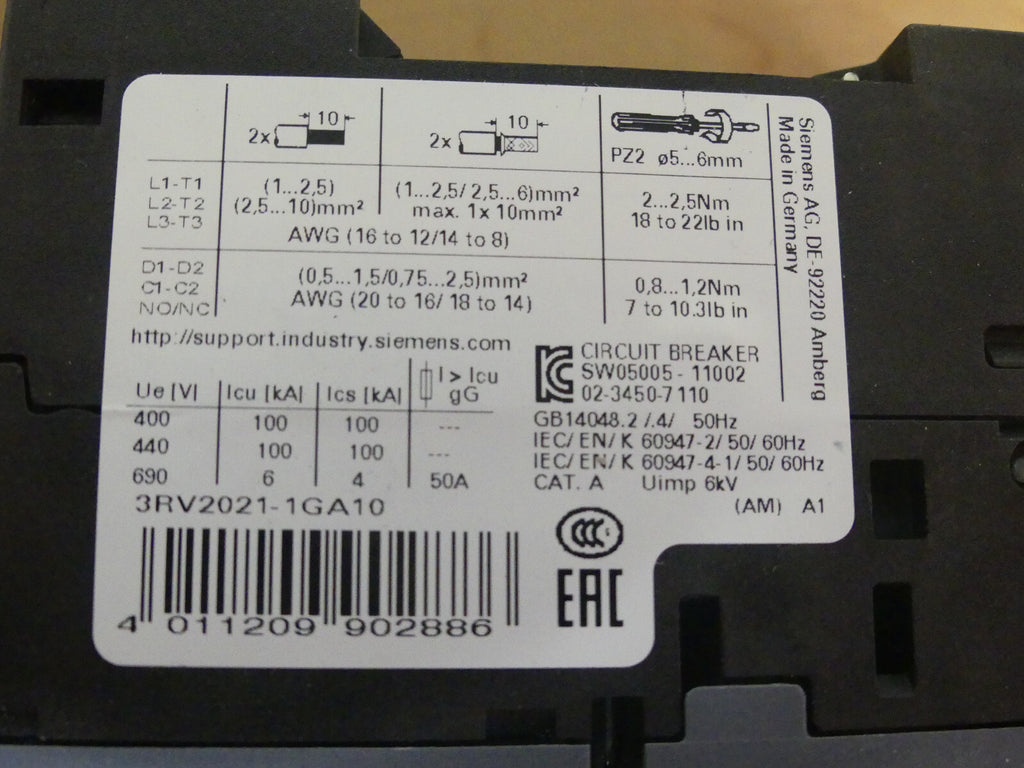 10
2x
10
2x
PZ2 ø5...6mm
L1-T1
L2-T2
L3-T3
(1...2,5)
(2,5...10)mm²
(1...2,5/ 2,5...6)mm²
max. 1x 10mm²
AWG (16 to 12/14 to 8)
2...2,5Nm
18 to 22lb in
D1-D2
C1-C2
NO/NC
(0,5...1,5/0,75...2,5)mm²
AWG (20 to 16/ 18 to 14)
0,8...1,2Nm
7 to 10.3lb in
Siemens AG, DE-92220 Amberg
Made in Germany
http://support.industry.siemens.com
Ue [V] Icu [kA] Ics [kA] I > Icu gG
400 100 100 ---
440 100 100 ---
690 6 4 50A
3RV2021-1GA10
4 011209 902886
KC
CIRCUIT BREAKER
SW05005-11002
02-3450-7110
GB14048.2 /.4/ 50Hz
IEC/ EN/ K 60947-2/ 50/ 60Hz
IEC/ EN/ K 60947-4-1/ 50/ 60Hz
CAT. A Uimp 6kV
(AM) A1
CCC
EAC